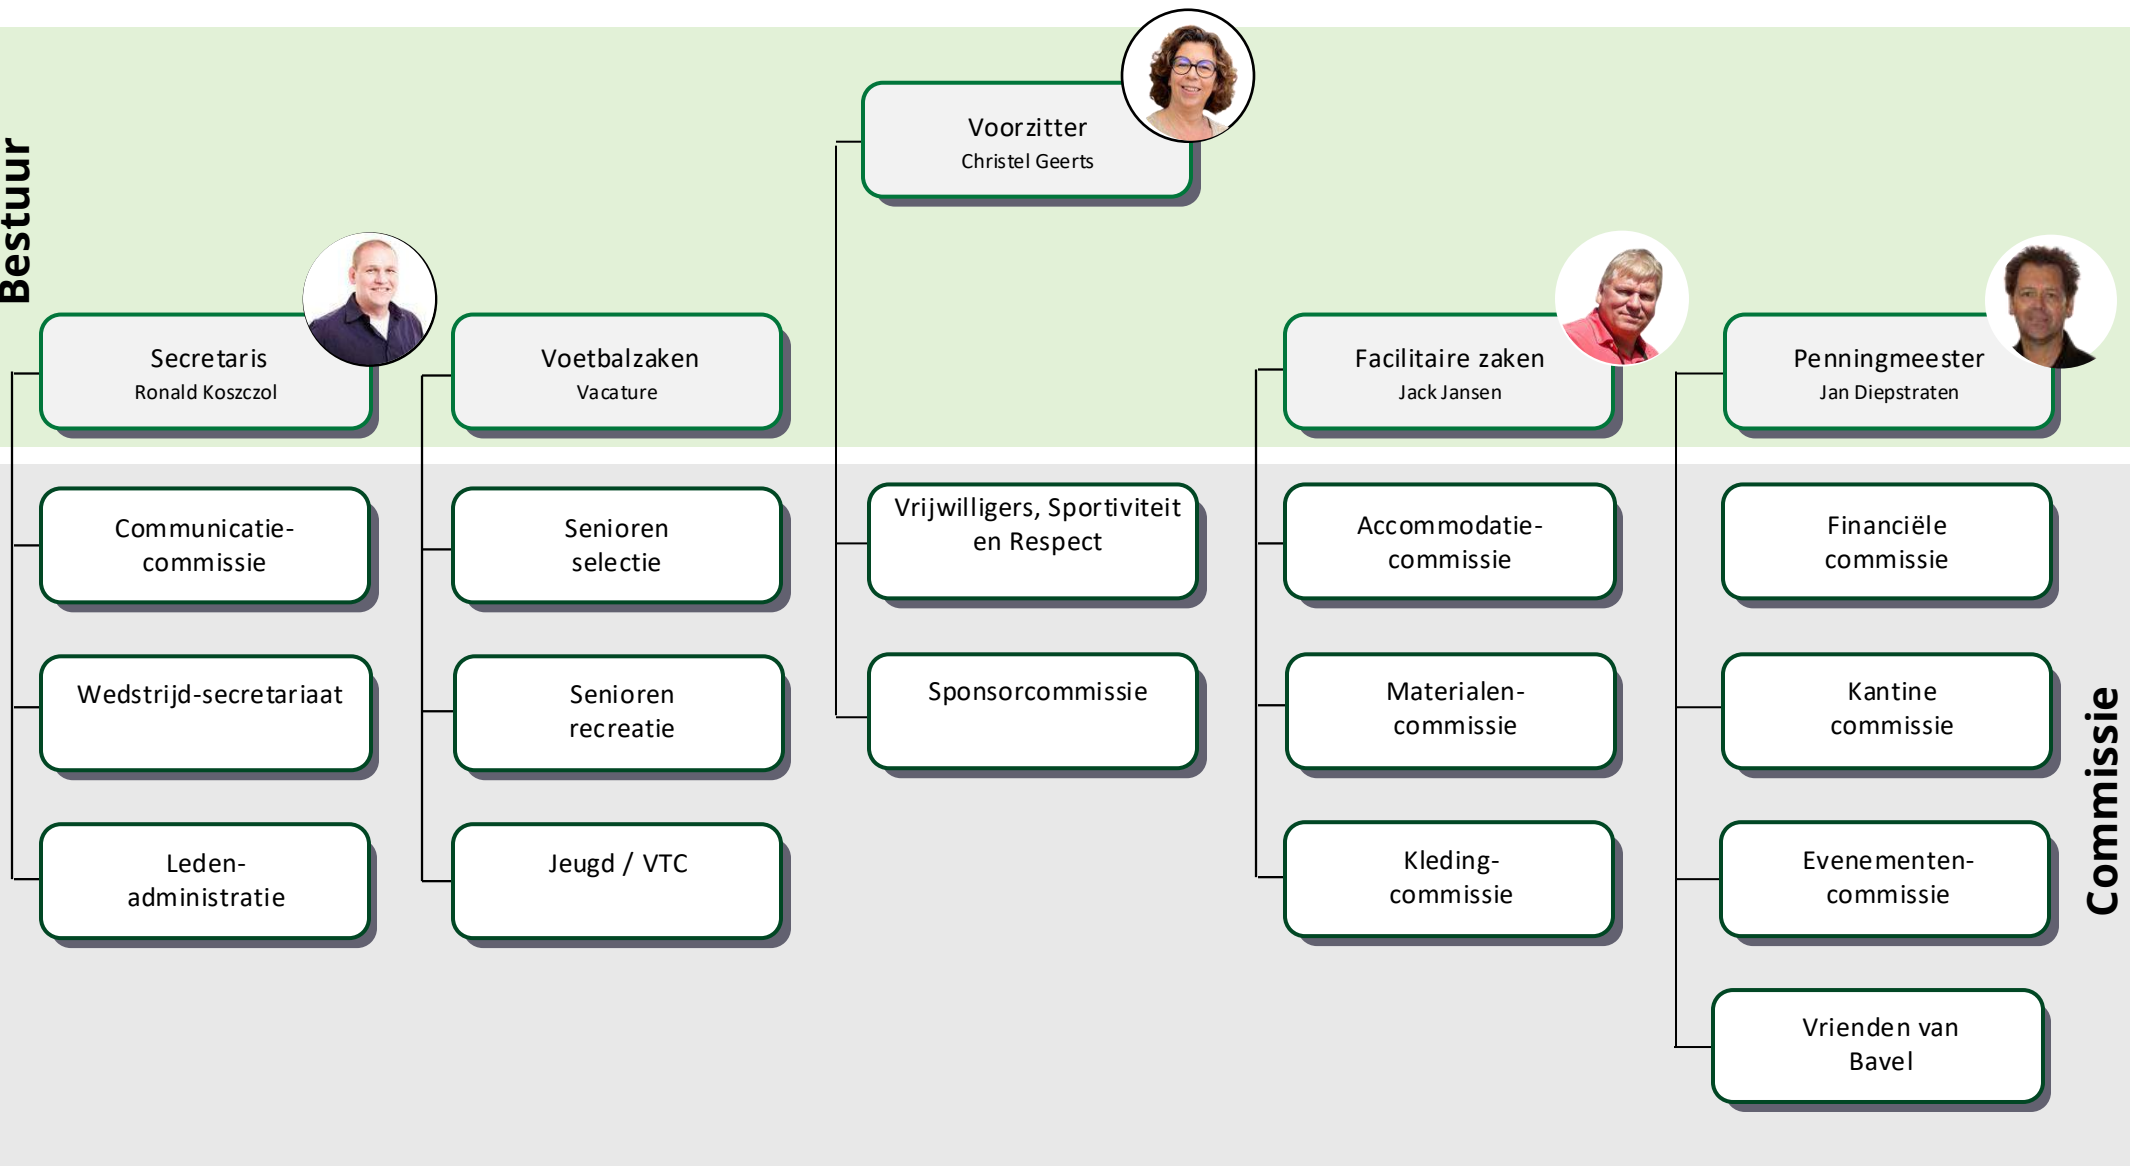 Bestuur
Voorzitter
Christel Geerts
Secretaris
Ronald Koszczol
Voetbalzaken
Vacature
Facilitaire zaken
Jack Jansen
Penningmeester
Jan Diepstraten
Communicatie-
commissie
Senioren
selectie
Vrijwilligers, Sportiviteit
en Respect
Accommodatie-
commissie
Financiële
commissie
Wedstrijd-secretariaat
Senioren
recreatie
Sponsorcommissie
Materialen-
commissie
Kantine
commissie
Leden-
administratie
Jeugd / VTC
Kleding-
commissie
Evenementen-
commissie
Vrienden van
Bavel
Commissie